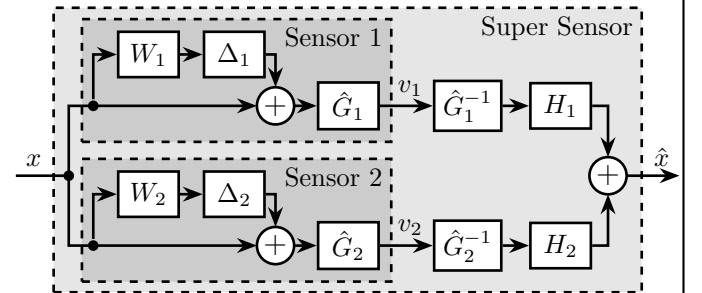 Super Sensor
Sensor 1
W₁ Δ₁
+ Ĝ₁ v₁ Ĝ₁⁻¹ H₁
x + x̂
Sensor 2
W₂ Δ₂
+ Ĝ₂ v₂ Ĝ₂⁻¹ H₂